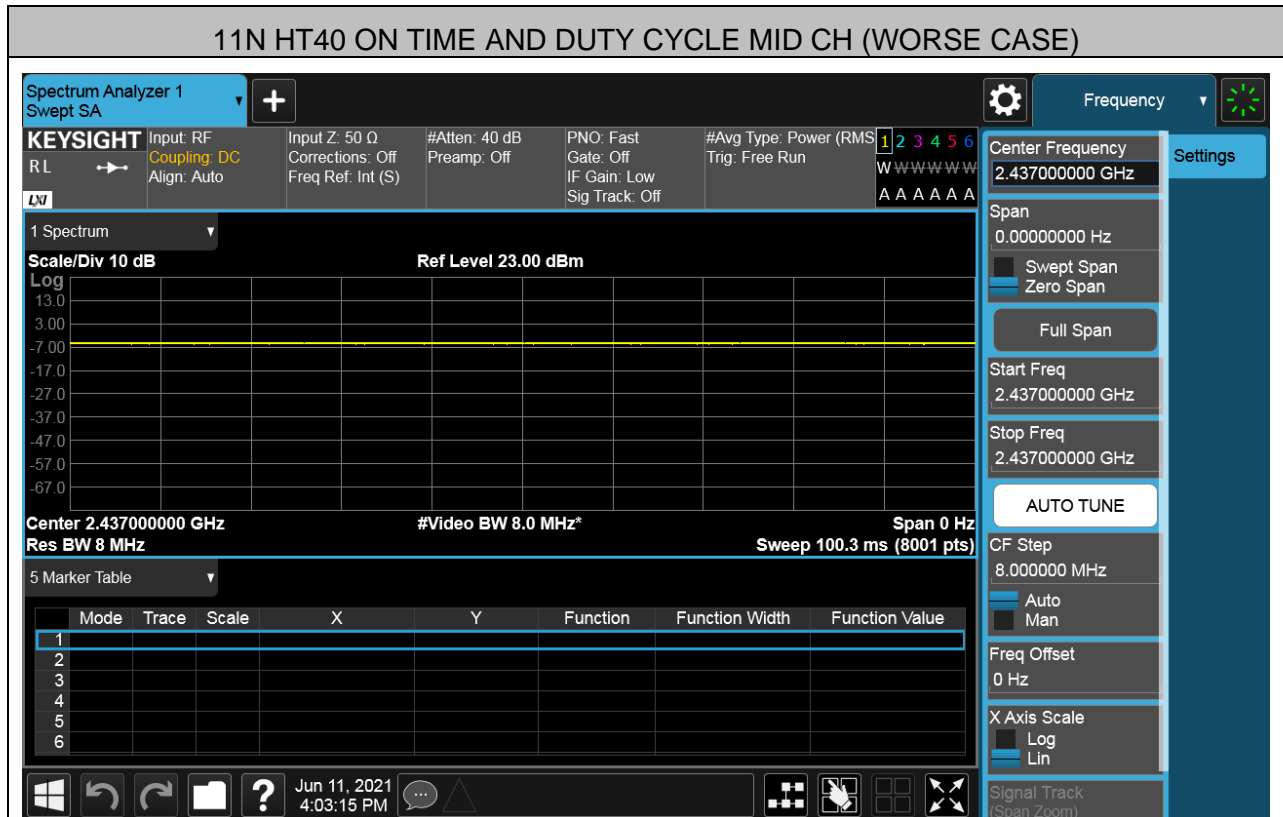 11N HT40 ON TIME AND DUTY CYCLE MID CH (WORSE CASE)
Spectrum Analyzer 1
Swept SA
+
Frequency
KEYSIGHT
RL
LXI
Input: RF
Coupling: DC
Align: Auto
Input Z: 50 Ω
Corrections: Off
Freq Ref: Int (S)
#Atten: 40 dB
Preamp: Off
PNO: Fast
Gate: Off
IF Gain: Low
Sig Track: Off
#Avg Type: Power (RMS
Trig: Free Run
1 2 3 4 5 6
W W W W W W
A A A A A A
1 Spectrum
Scale/Div 10 dB
Ref Level 23.00 dBm
Log
13.0
3.00
-7.00
-17.0
-27.0
-37.0
-47.0
-57.0
-67.0
Center 2.437000000 GHz
#Video BW 8.0 MHz*
Span 0 Hz
Res BW 8 MHz
Sweep 100.3 ms (8001 pts)
5 Marker Table
Mode Trace Scale X Y Function Function Width Function Value
1
2
3
4
5
6
Jun 11, 2021
4:03:15 PM
?
Center Frequency
2.437000000 GHz
Settings
Span
0.00000000 Hz
Swept Span
Zero Span
Full Span
Start Freq
2.437000000 GHz
Stop Freq
2.437000000 GHz
AUTO TUNE
CF Step
8.000000 MHz
Auto
Man
Freq Offset
0 Hz
X Axis Scale
Log
Lin
Signal Track
(Span Zoom)